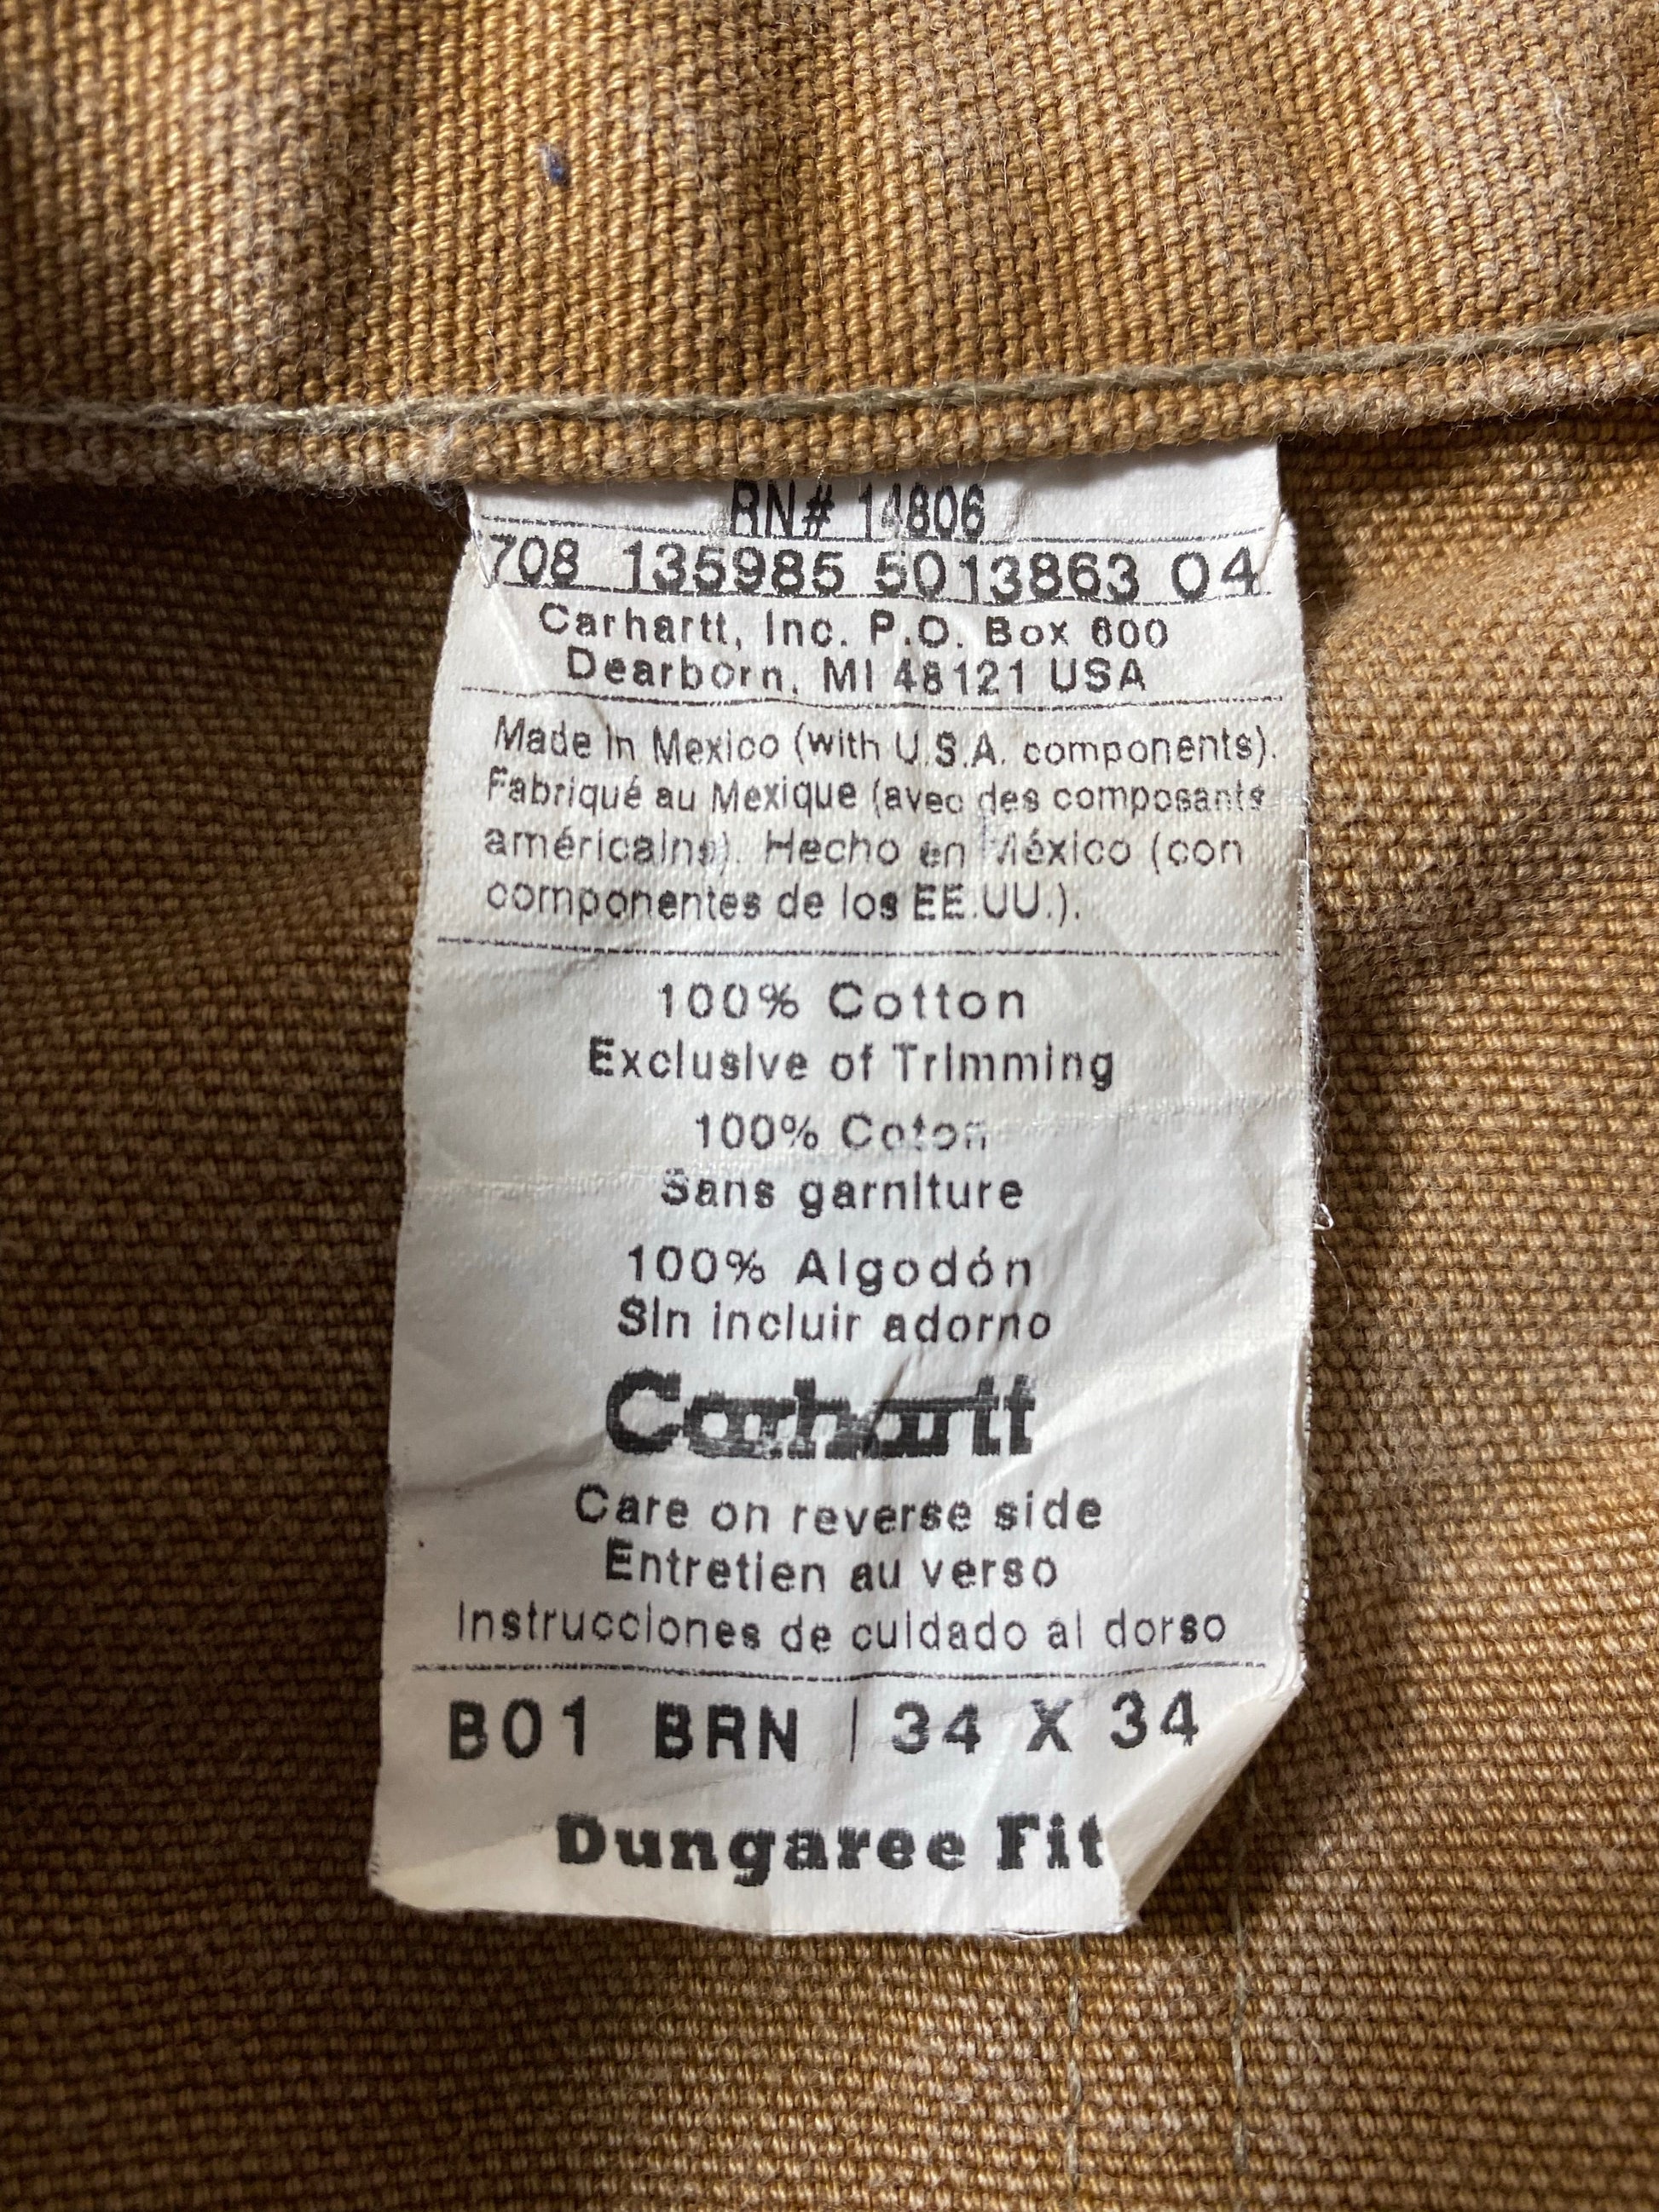 RN# 14806
708 135985 5013863 04
Carhartt, Inc. P.O. Box 600
Dearborn, MI 48121 USA
Made in Mexico (with U.S.A. components).
Fabriqué au Mexique (avec des composants
américains). Hecho en México (con
componentes de los EE.UU.).
100% Cotton
Exclusive of Trimming
100% Coton
Sans garniture
100% Algodón
Sin incluir adorno
Carhartt
Care on reverse side
Entretien au verso
Instrucciones de cuidado al dorso
B01 BRN | 34 X 34
Dungaree Fit